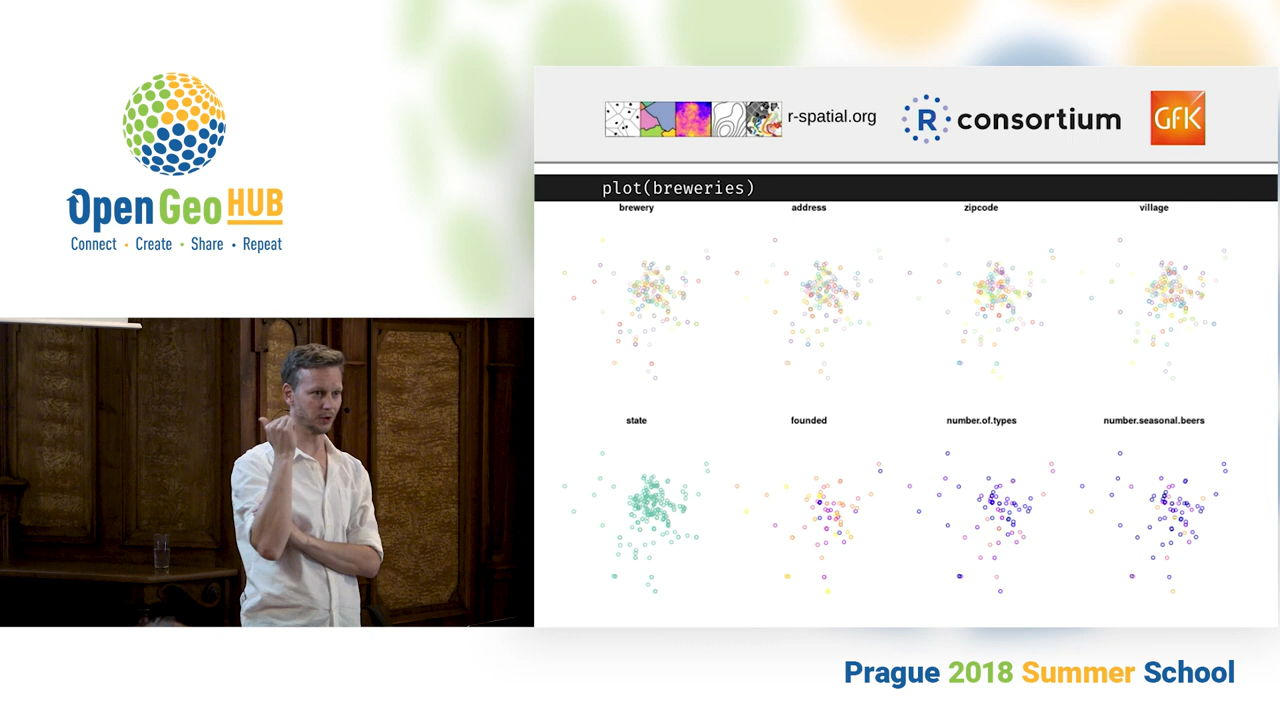 Open Geo HUB
Connect • Create • Share • Repeat
r-spatial.org
R consortium
GfK
plot(breweries)
brewery address zipcode village
state founded number.of.types number.seasonal.beers
Prague 2018 Summer School